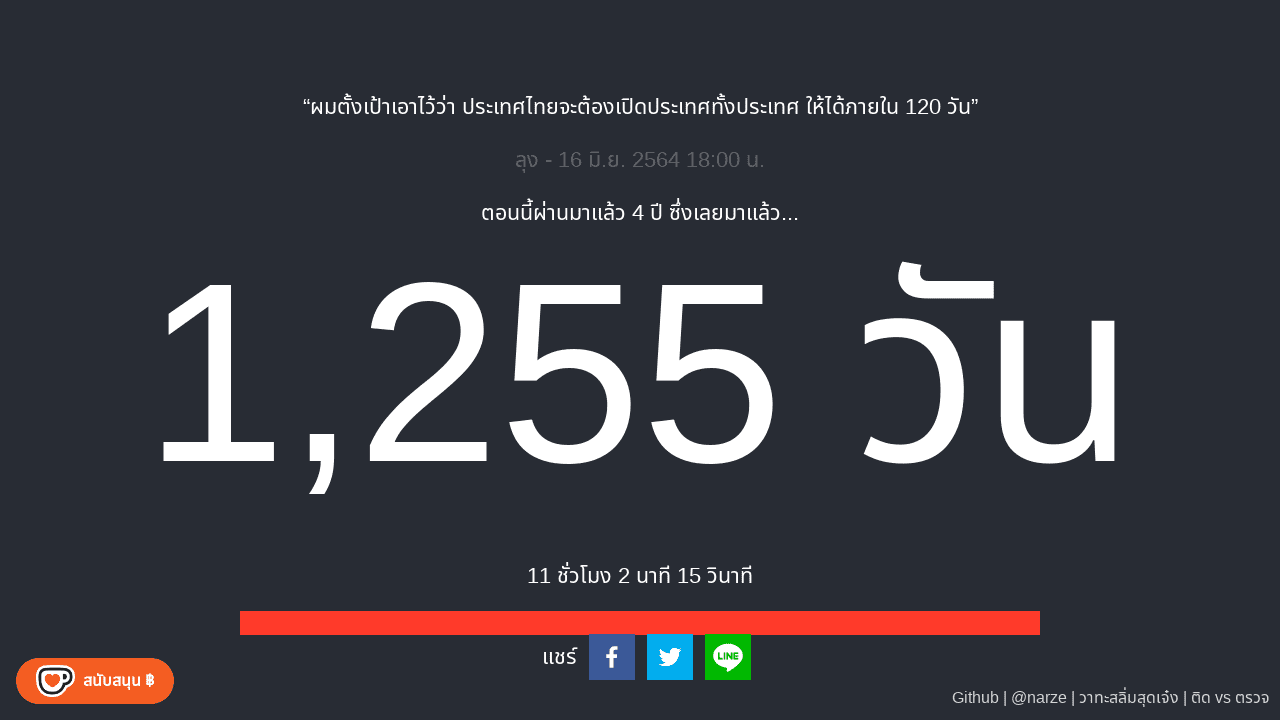 “ผมตั้งเป้าเอาไว้ว่า ประเทศไทยจะต้องเปิดประเทศทั้งประเทศ ให้ได้ภายใน 120 วัน”
ลุง - 16 มิ.ย. 2564 18:00 น.
ตอนนี้ผ่านมาแล้ว 4 ปี ซึ่งเลยมาแล้ว...
1,255 วัน
11 ชั่วโมง 2 นาที 15 วินาที
แชร์
LINE
สนับสนุน ฿
Github | @narze | วาทะสลิ่มสุดเจ๋ง | ติด vs ตรวจ